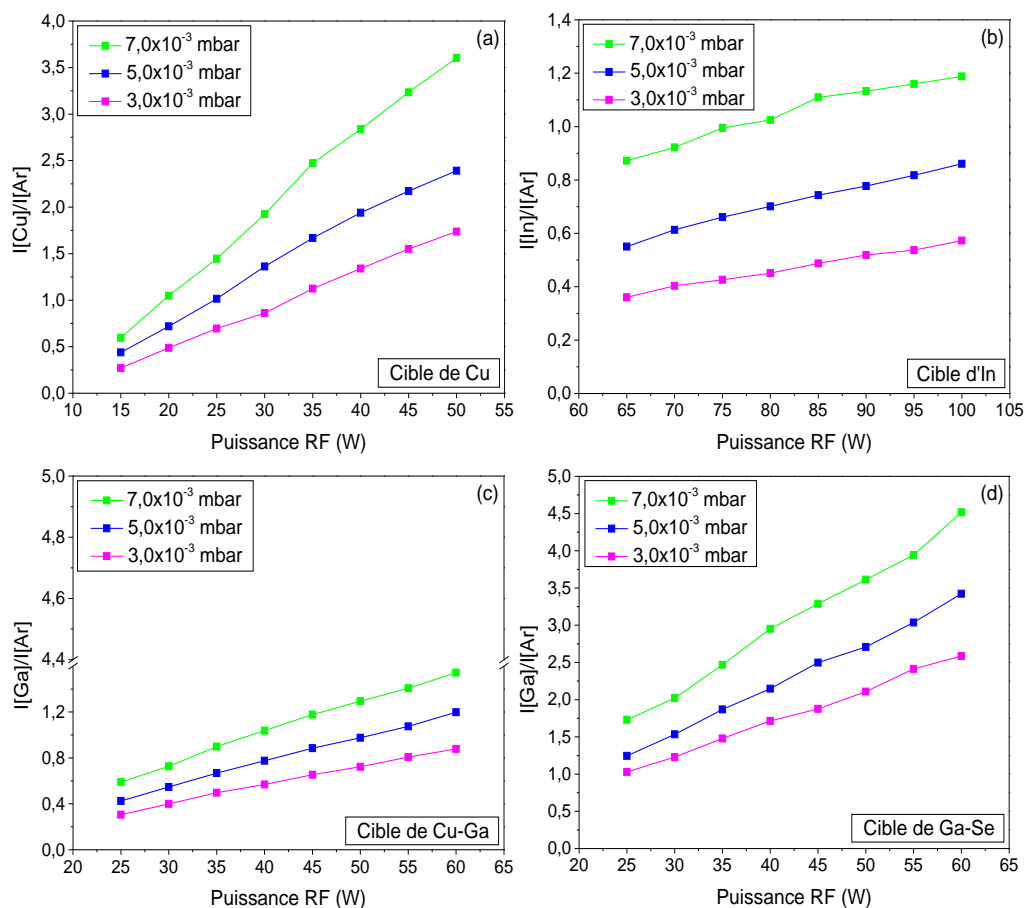 (a)
7,0x10⁻³ mbar
5,0x10⁻³ mbar
3,0x10⁻³ mbar
I[Cu]/I[Ar]
4,0
3,5
3,0
2,5
2,0
1,5
1,0
0,5
0,0
Cible de Cu
10 15 20 25 30 35 40 45 50 55
Puissance RF (W)
(b)
7,0x10⁻³ mbar
5,0x10⁻³ mbar
3,0x10⁻³ mbar
I[In]/I[Ar]
1,4
1,2
1,0
0,8
0,6
0,4
0,2
0,0
Cible d'In
60 65 70 75 80 85 90 95 100 105
Puissance RF (W)
(c)
7,0x10⁻³ mbar
5,0x10⁻³ mbar
3,0x10⁻³ mbar
I[Ga]/I[Ar]
5,0
4,8
4,6
4,4
1,2
0,8
0,4
0,0
Cible de Cu-Ga
20 25 30 35 40 45 50 55 60 65
Puissance RF (W)
(d)
7,0x10⁻³ mbar
5,0x10⁻³ mbar
3,0x10⁻³ mbar
I[Ga]/I[Ar]
5,0
4,5
4,0
3,5
3,0
2,5
2,0
1,5
1,0
0,5
0,0
Cible de Ga-Se
20 25 30 35 40 45 50 55 60 65
Puissance RF (W)